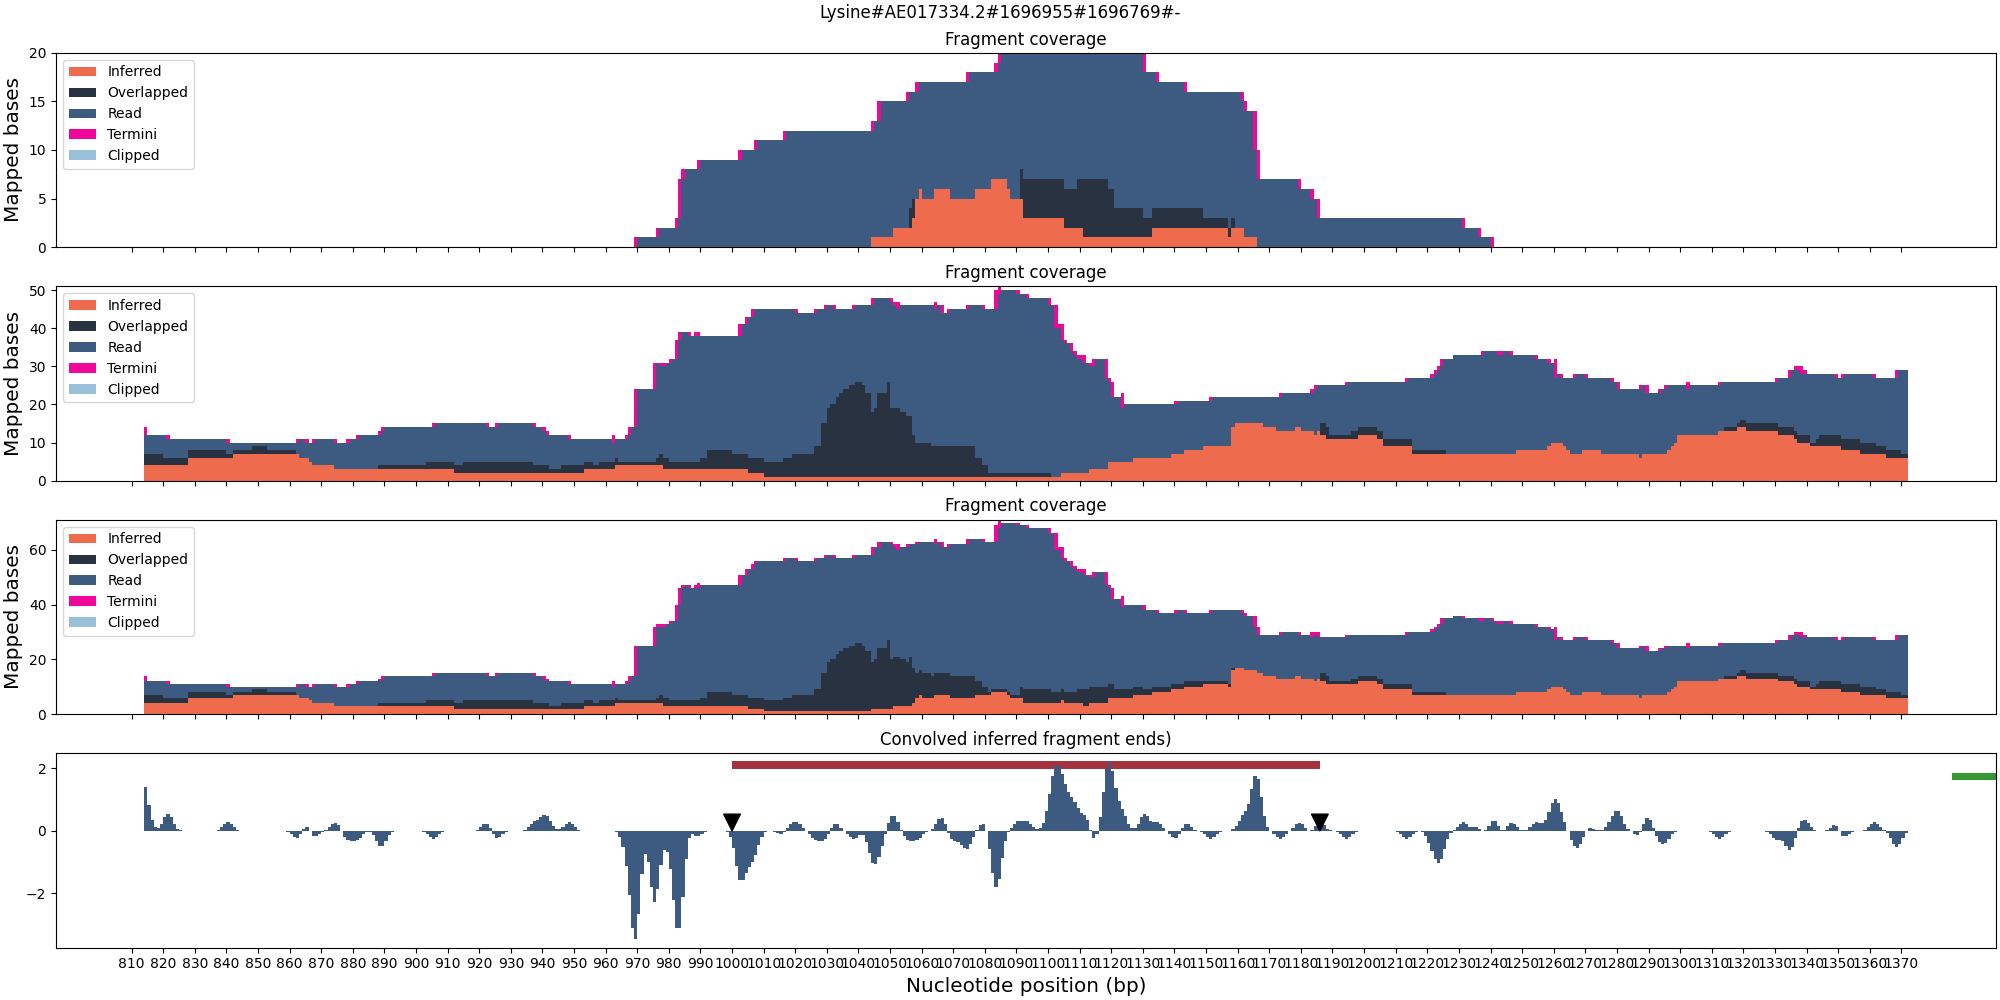 Lysine#AE017334.2#1696955#1696769#-
Fragment coverage
Mapped bases
20
15
10
5
0
Inferred
Overlapped
Read
Termini
Clipped
Fragment coverage
Mapped bases
50
40
30
20
10
0
Inferred
Overlapped
Read
Termini
Clipped
Fragment coverage
Mapped bases
60
40
20
0
Inferred
Overlapped
Read
Termini
Clipped
Convolved inferred fragment ends)
2
0
−2
810 820 830 840 850 860 870 880 890 900 910 920 930 940 950 960 970 980 990 1000 1010 1020 1030 1040 1050 1060 1070 1080 1090 1100 1110 1120 1130 1140 1150 1160 1170 1180 1190 1200 1210 1220 1230 1240 1250 1260 1270 1280 1290 1300 1310 1320 1330 1340 1350 1360 1370
Nucleotide position (bp)